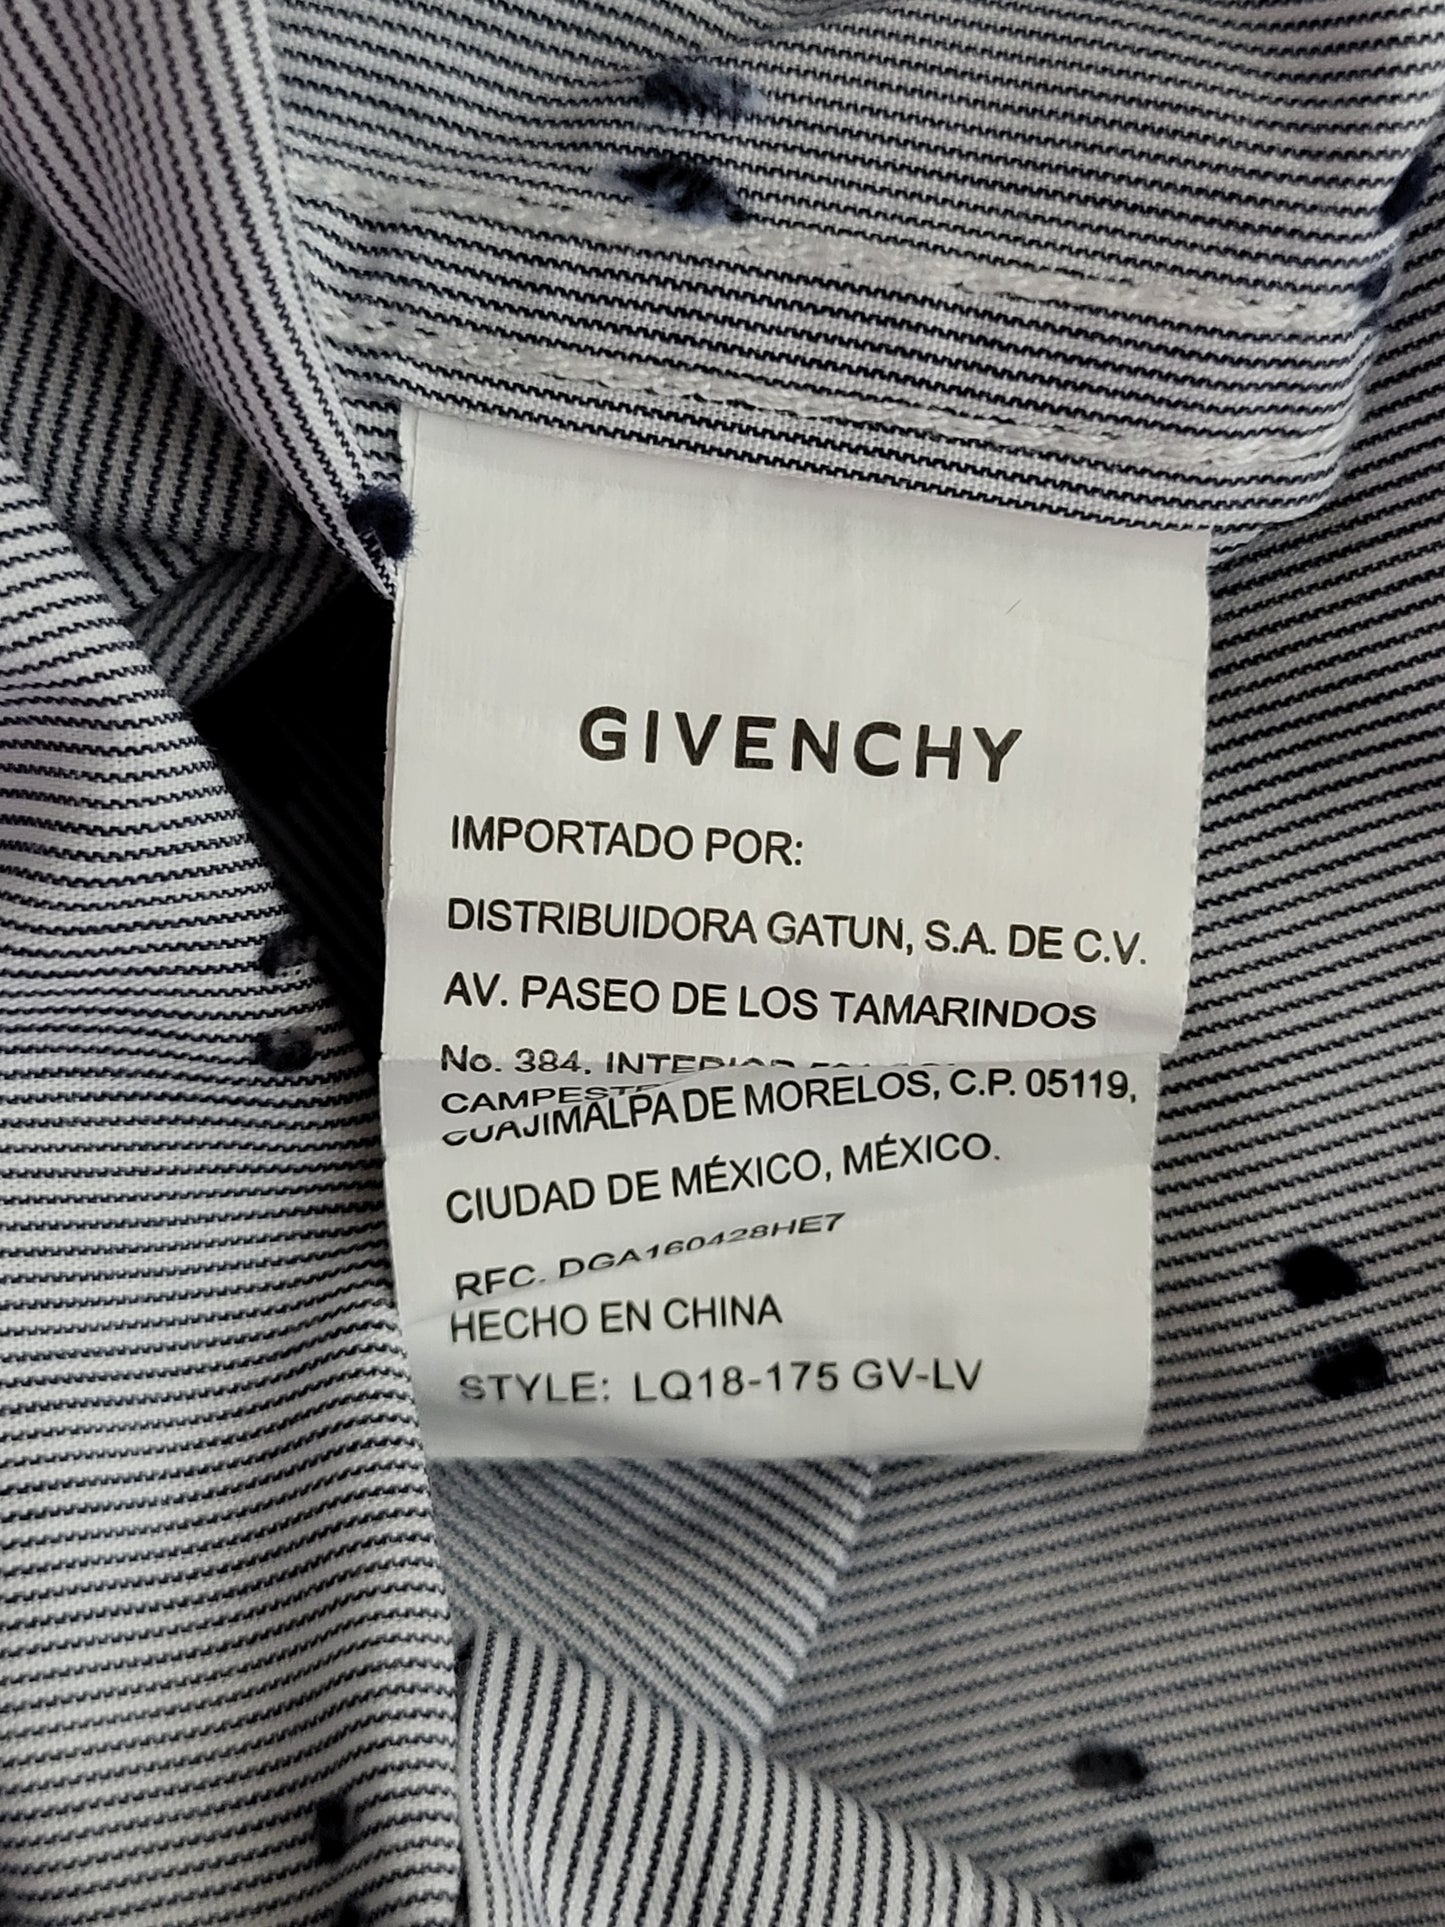 GIVENCHY
IMPORTADO POR:
DISTRIBUIDORA GATUN, S.A. DE C.V.
AV. PASEO DE LOS TAMARINDOS
No. 384, INTERIOR
CUAJIMALPA DE MORELOS, C.P. 05119,
CIUDAD DE MÉXICO, MÉXICO.
RFC. DGA160428HE7
HECHO EN CHINA
STYLE: LQ18-175 GV-LV